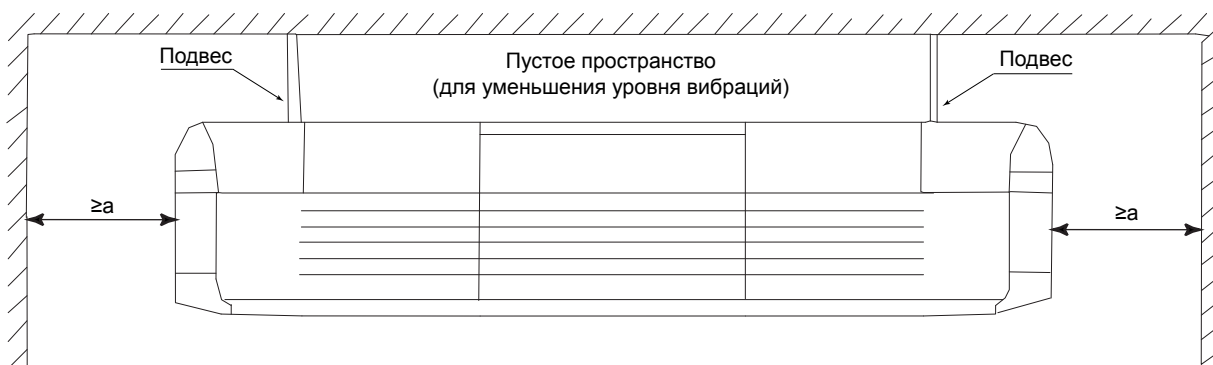 Подвес
Пустое пространство
(для уменьшения уровня вибраций)
Подвес
≥a
≥a